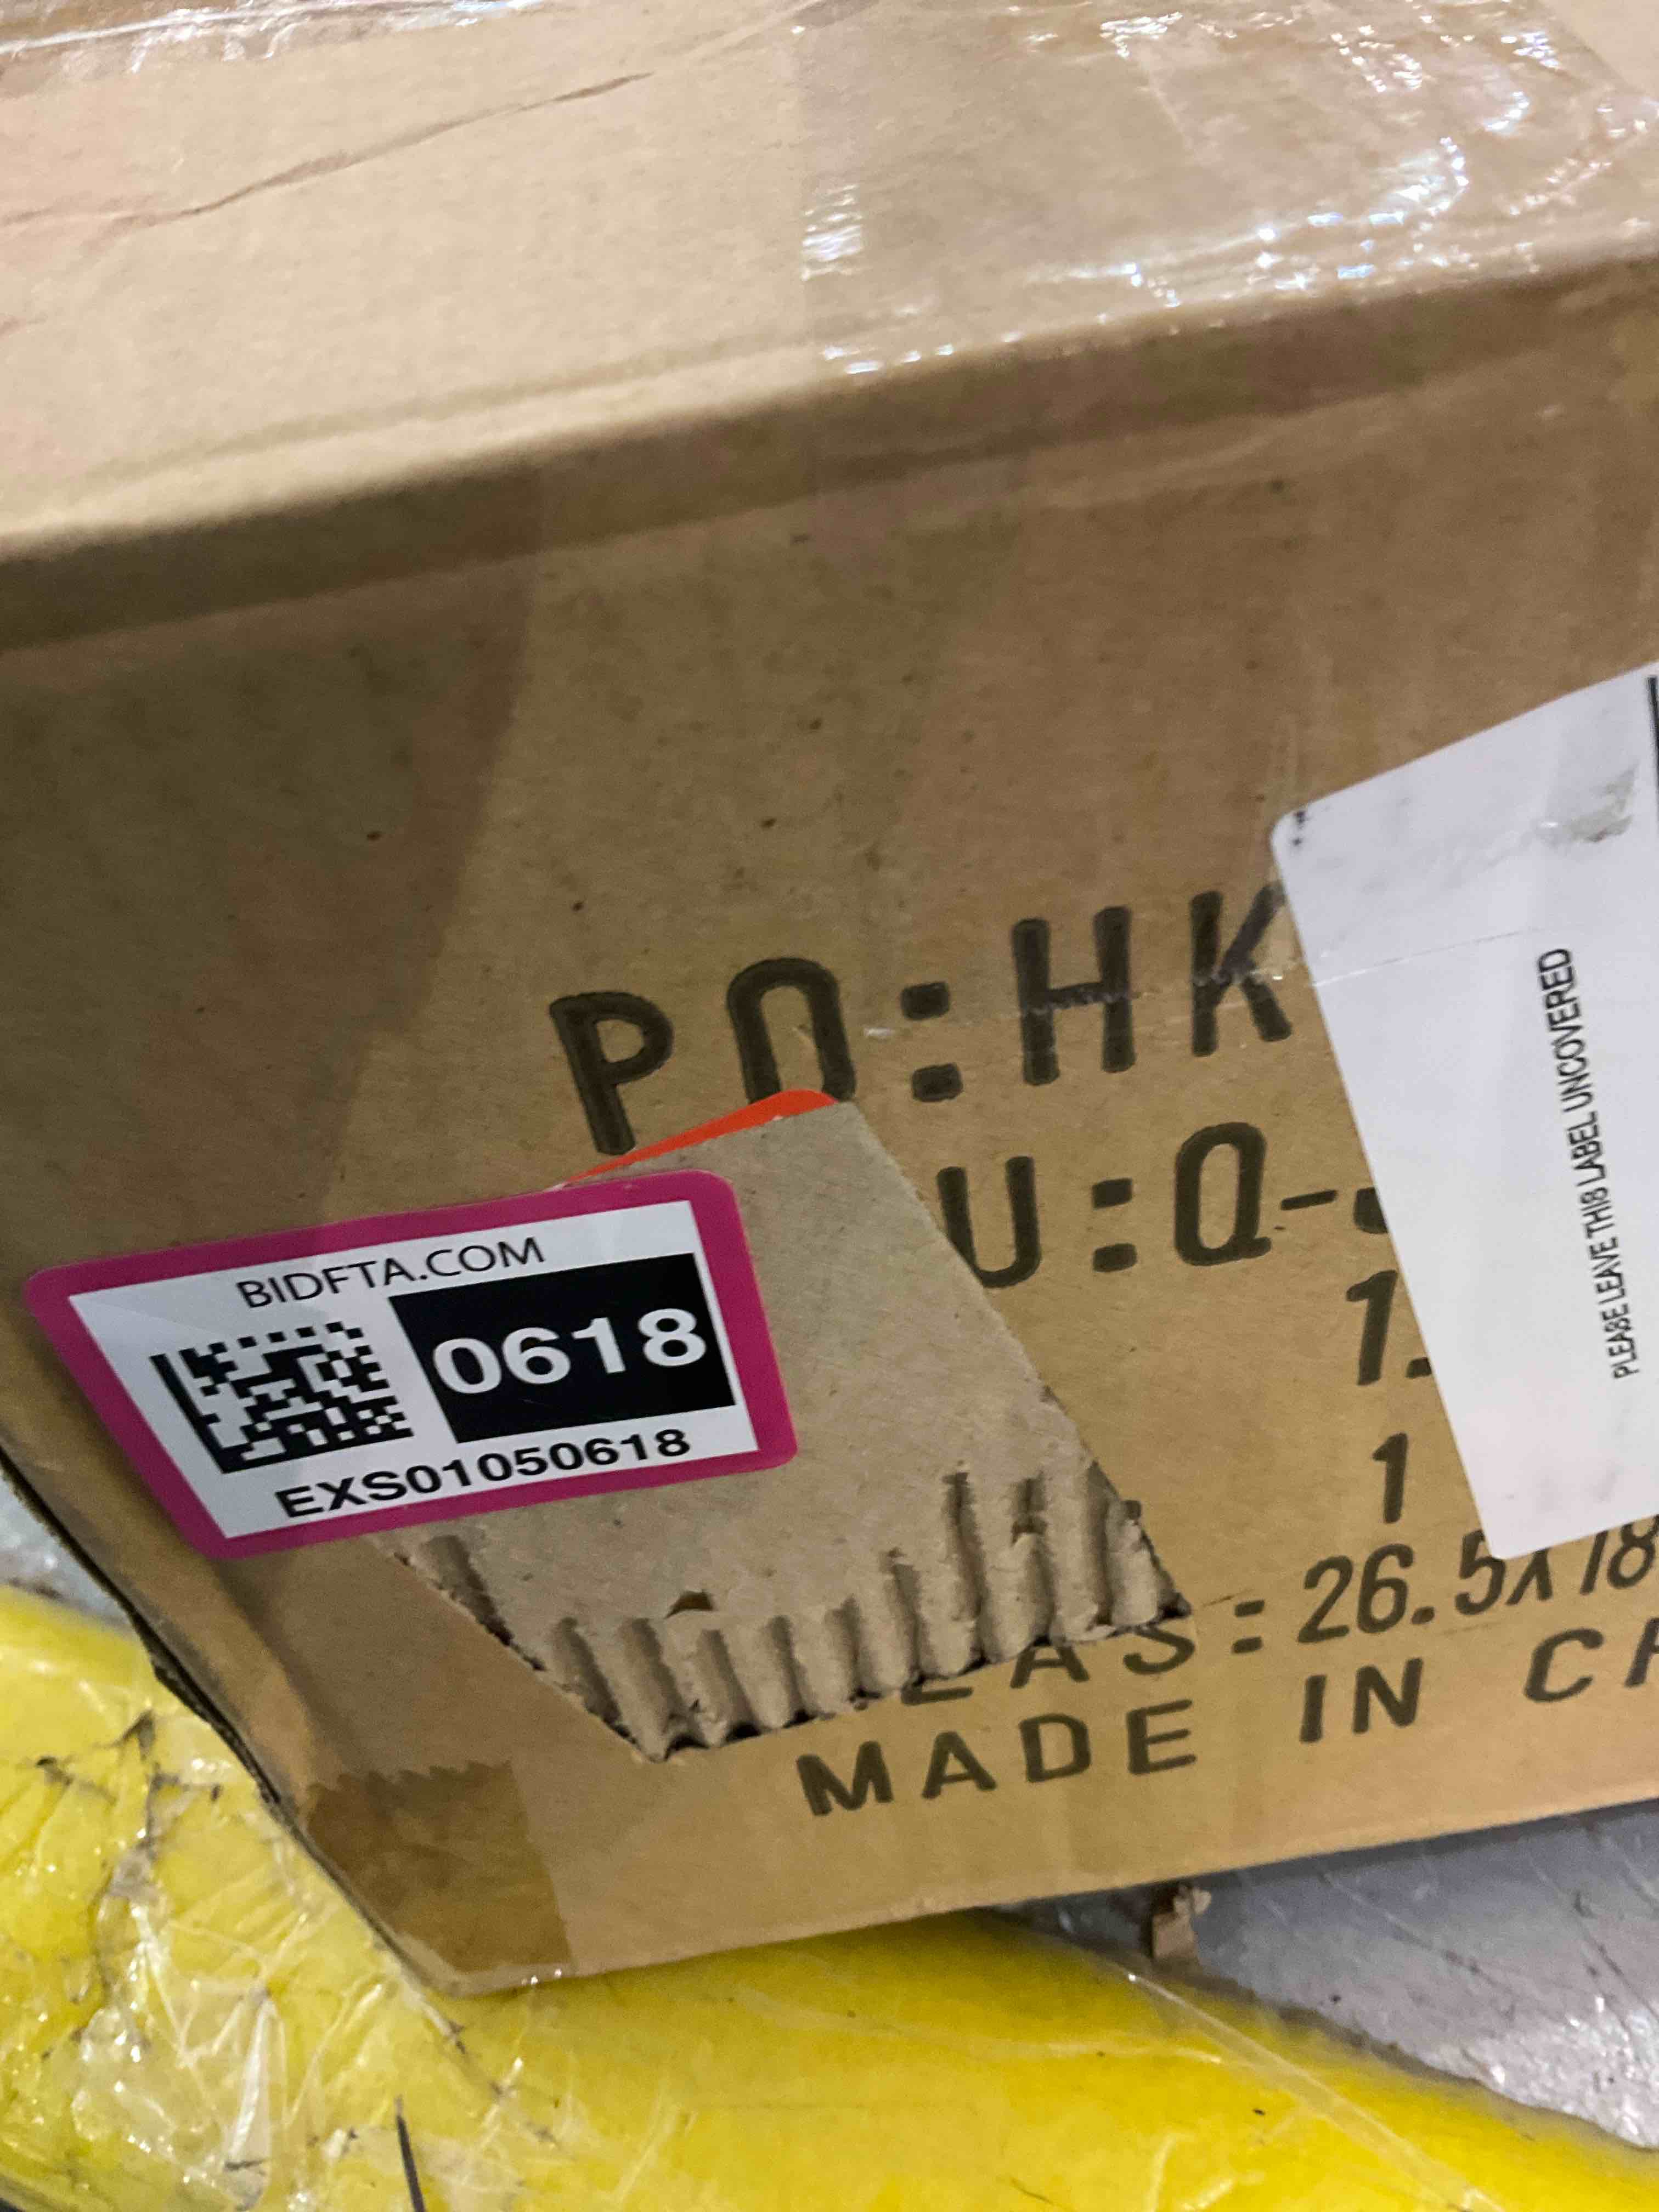 PO:HK
U:Q-
1.
1
EAS:26.5X18
MADE IN CH
BIDFTA.COM
0618
EXS01050618
PLEASE LEAVE THIS LABEL UNCOVERED